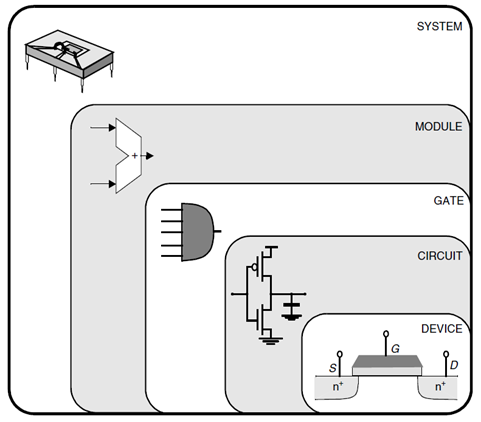 SYSTEM
MODULE
+
GATE
CIRCUIT
DEVICE
G
S
D
n+
n+